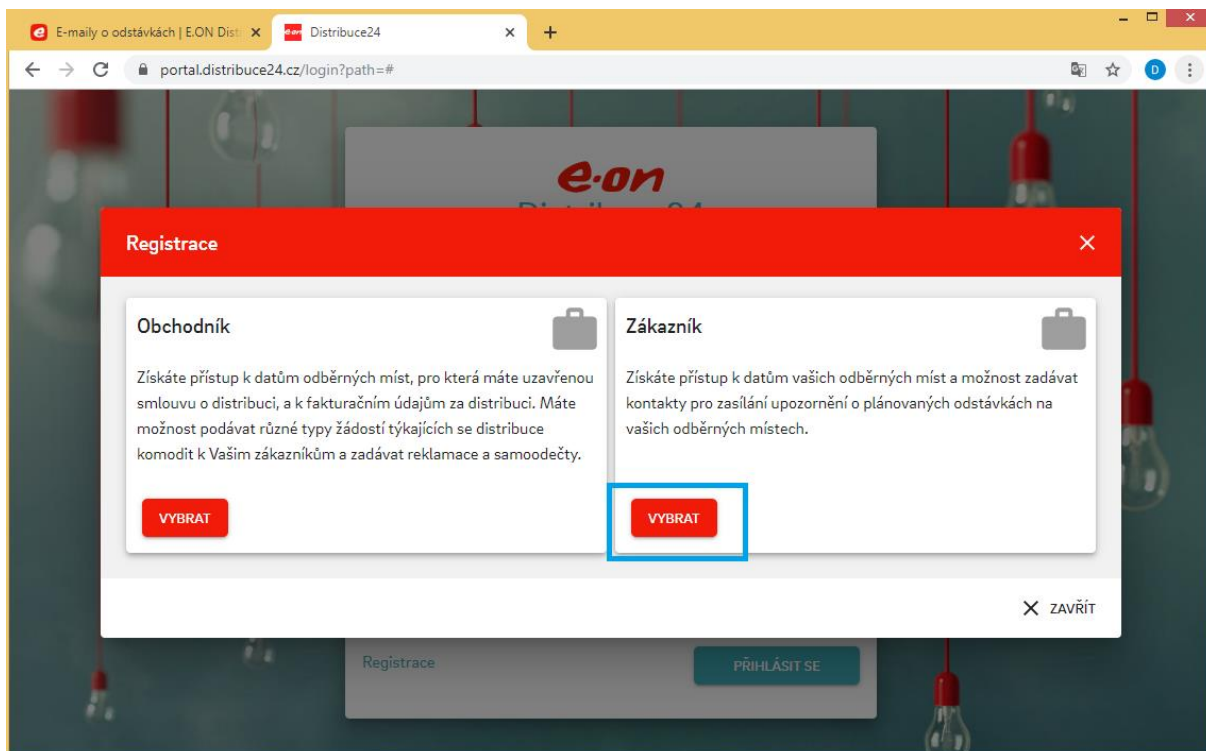 E-maily o odstávkách | E.ON Dist
Distribuce24
portal.distribuce24.cz/login?path=#
D
e·on
Registrace
Obchodník
Získáte přístup k datům odběrných míst, pro která máte uzavřenou
smlouvu o distribuci, a k fakturačním údajům za distribuci. Máte
možnost podávat různé typy žádostí týkajících se distribuce
komodit k Vašim zákazníkům a zadávat reklamace a samoodečty.
VYBRAT
Zákazník
Získáte přístup k datům vašich odběrných míst a možnost zadávat
kontakty pro zasílání upozornění o plánovaných odstávkách na
vašich odběrných místech.
VYBRAT
ZAVŘÍT
Registrace
PŘIHLÁSIT SE